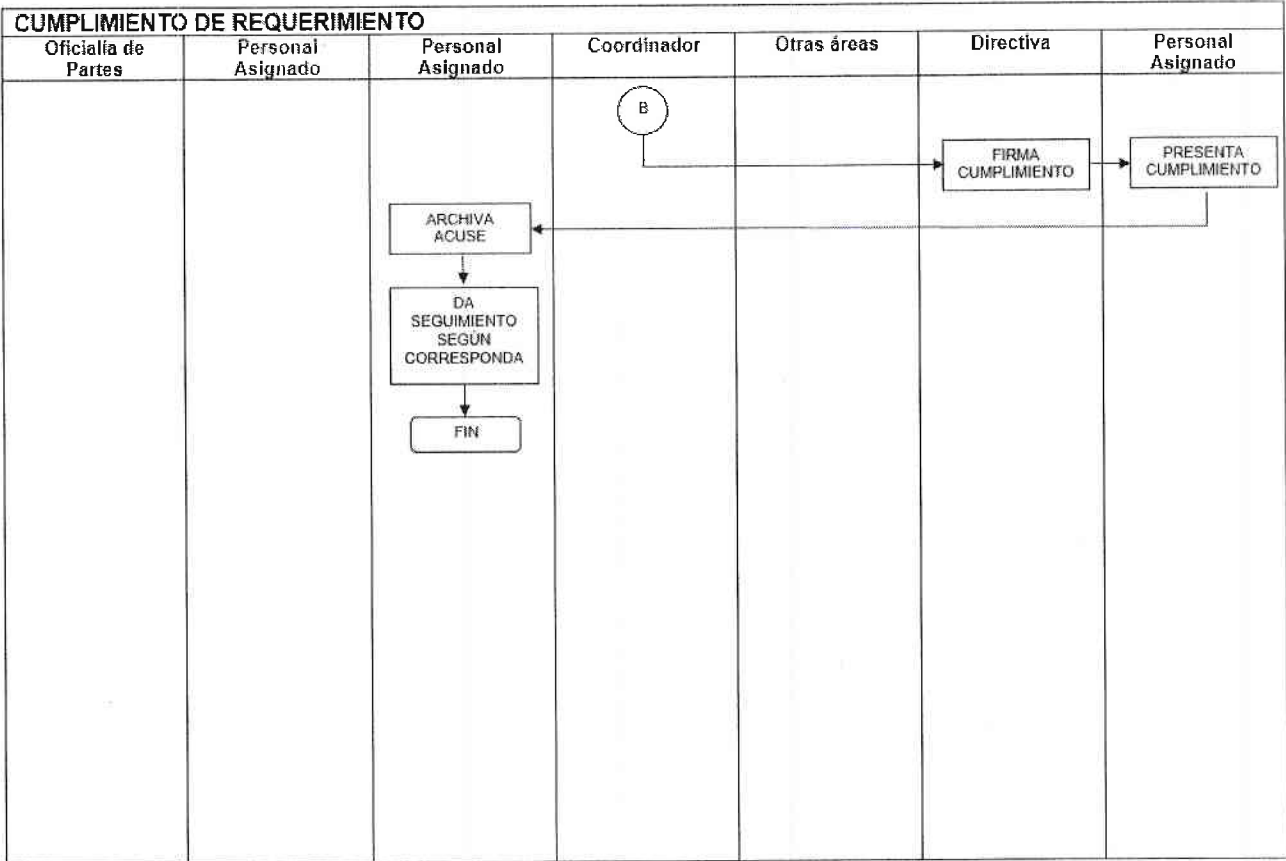 CUMPLIMIENTO DE REQUERIMIENTO
Oficialía de
Partes
Personal
Asignado
Personal
Asignado
Coordinador
Otras áreas
Directiva
Personal
Asignado
B
FIRMA
CUMPLIMIENTO
PRESENTA
CUMPLIMIENTO
ARCHIVA
ACUSE
DA
SEGUIMIENTO
SEGÚN
CORRESPONDA
FIN